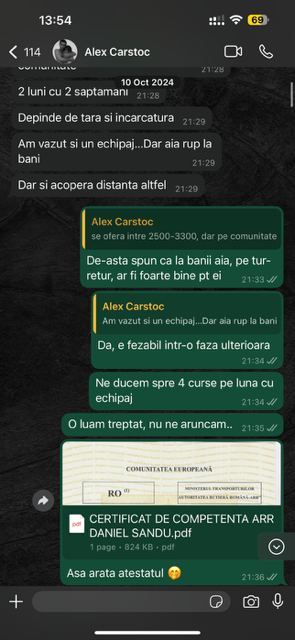 13:54
69
114
Alex Carstoc
comunitate
21:28
10 Oct 2024
2 luni cu 2 saptamani 21:28
Depinde de tara si incarcatura 21:29
Am vazut si un echipaj...Dar aia rup la
bani 21:29
Dar si acopera distanta altfel 21:29
Alex Carstoc
se ofera intre 2500-3300, dar pe comunitate
De-asta spun ca la banii aia, pe tur-
retur, ar fi foarte bine pt ei 21:33
Alex Carstoc
Am vazut si un echipaj...Dar aia rup la bani
Da, e fezabil intr-o faza ulterioara
21:34
Ne ducem spre 4 curse pe luna cu
echipaj 21:34
O luam treptat, nu ne aruncam.. 21:35
COMUNITATEA EUROPEANĂ
RO (1)
MINISTERUL TRANSPORTURILOR
AUTORITATEA RUTIERĂ ROMÂNĂ-ARR
pdf
CERTIFICAT DE COMPETENTA ARR
DANIEL SANDU.pdf
1 page • 824 KB • pdf
Asa arata atestatul 🤭 21:36